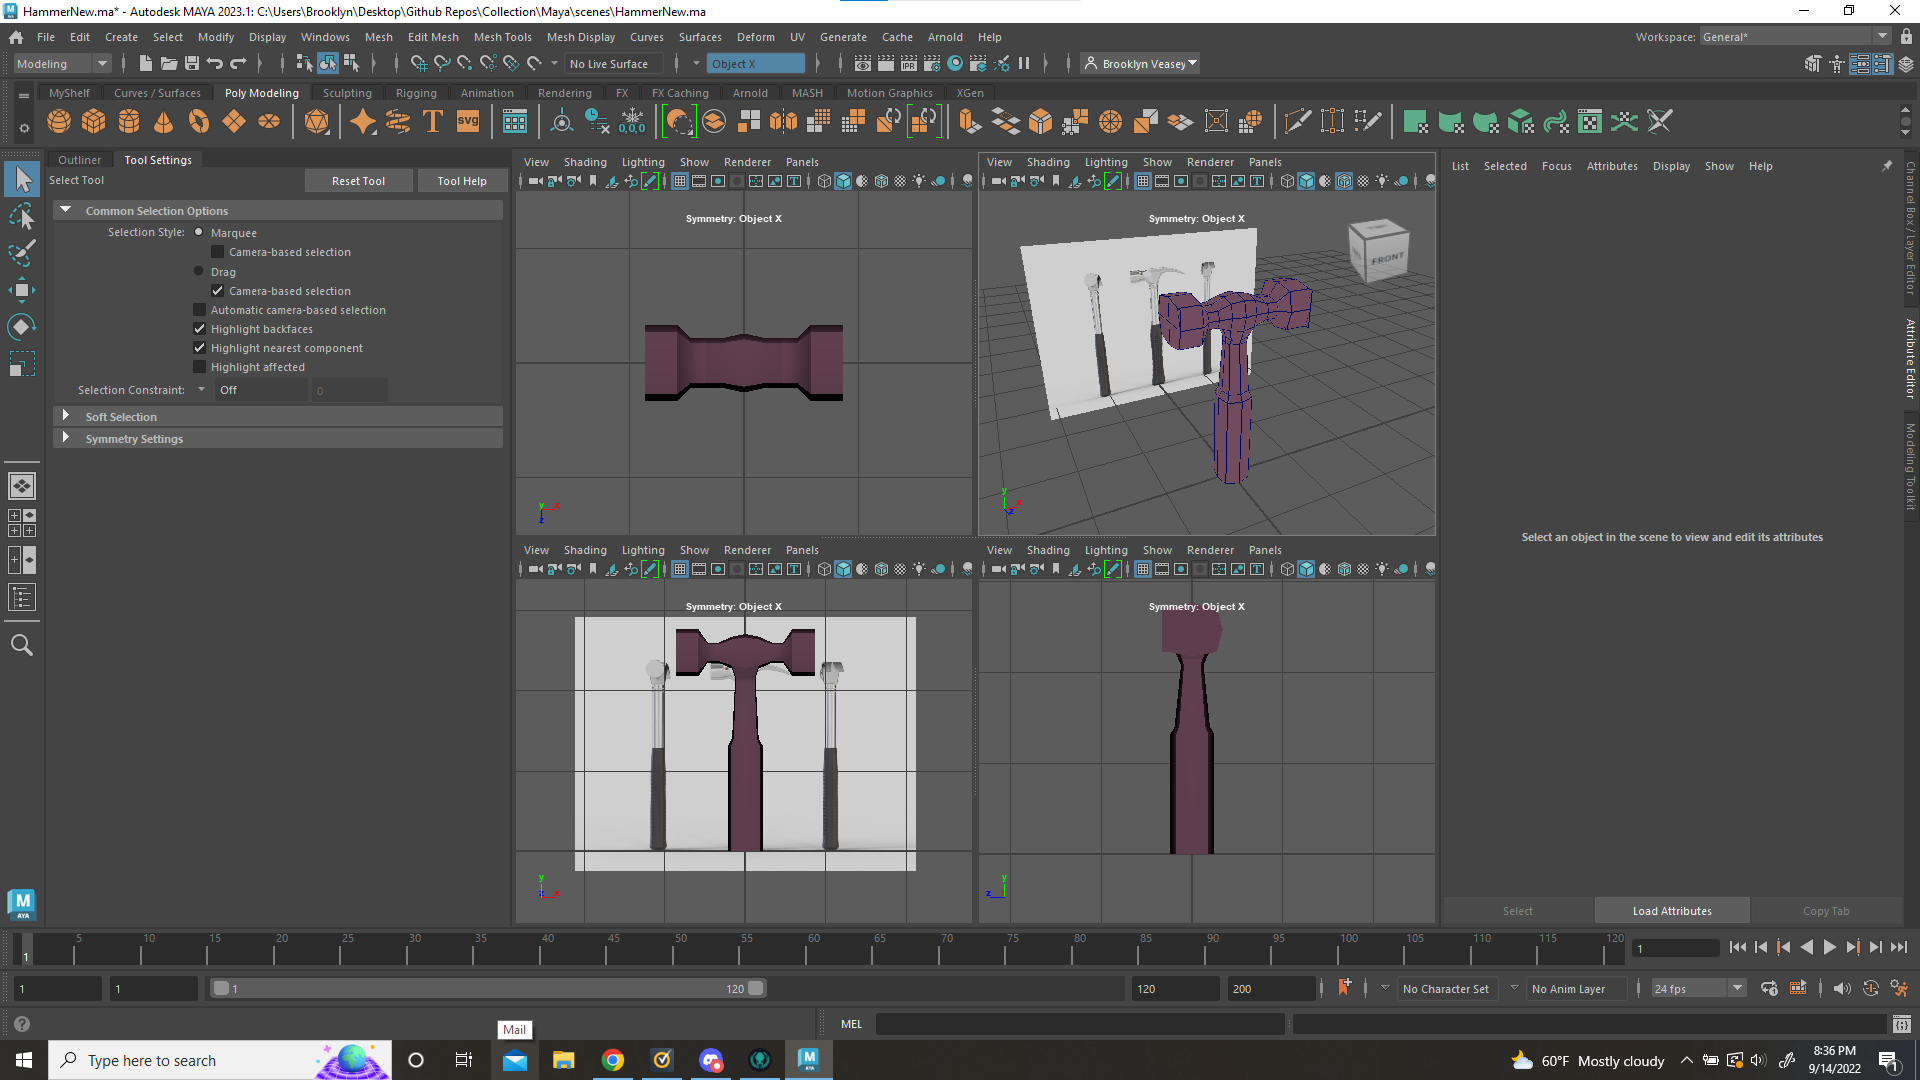 HammerNew.ma* - Autodesk MAYA 2023.1: C:\Users\Brooklyn\Desktop\Github Repos\Collection\Maya\scenes\HammerNew.ma
File Edit Create Select Modify Display Windows Mesh Edit Mesh Mesh Tools Mesh Display Curves Surfaces Deform UV Generate Cache Arnold Help
Workspace: General*
Modeling
No Live Surface
Object X
IPR
Brooklyn Veasey
MyShelf Curves / Surfaces Poly Modeling Sculpting Rigging Animation Rendering FX FX Caching Arnold MASH Motion Graphics XGen
T
svg
0,0,0
Outliner Tool Settings
Select Tool
Reset Tool
Tool Help
Common Selection Options
Selection Style: Marquee
Camera-based selection
Drag
Camera-based selection
Automatic camera-based selection
Highlight backfaces
Highlight nearest component
Highlight affected
Selection Constraint: Off 0
Soft Selection
Symmetry Settings
View Shading Lighting Show Renderer Panels
Symmetry: Object X
y x
z
View Shading Lighting Show Renderer Panels
Symmetry: Object X
FRONT
y
x
z
View Shading Lighting Show Renderer Panels
Symmetry: Object X
y
z x
View Shading Lighting Show Renderer Panels
Symmetry: Object X
y
z
List Selected Focus Attributes Display Show Help
Select an object in the scene to view and edit its attributes
Select Load Attributes Copy Tab
Channel Box / Layer Editor
Attribute Editor
Modeling Toolkit
M
AYA
5 10 15 20 25 30 35 40 45 50 55 60 65 70 75 80 85 90 95 100 105 110 115 120
1
1
1 1 1 120 120 200
No Character Set
No Anim Layer
24 fps
MEL
Mail
Type here to search
60°F Mostly cloudy
8:36 PM
9/14/2022
1